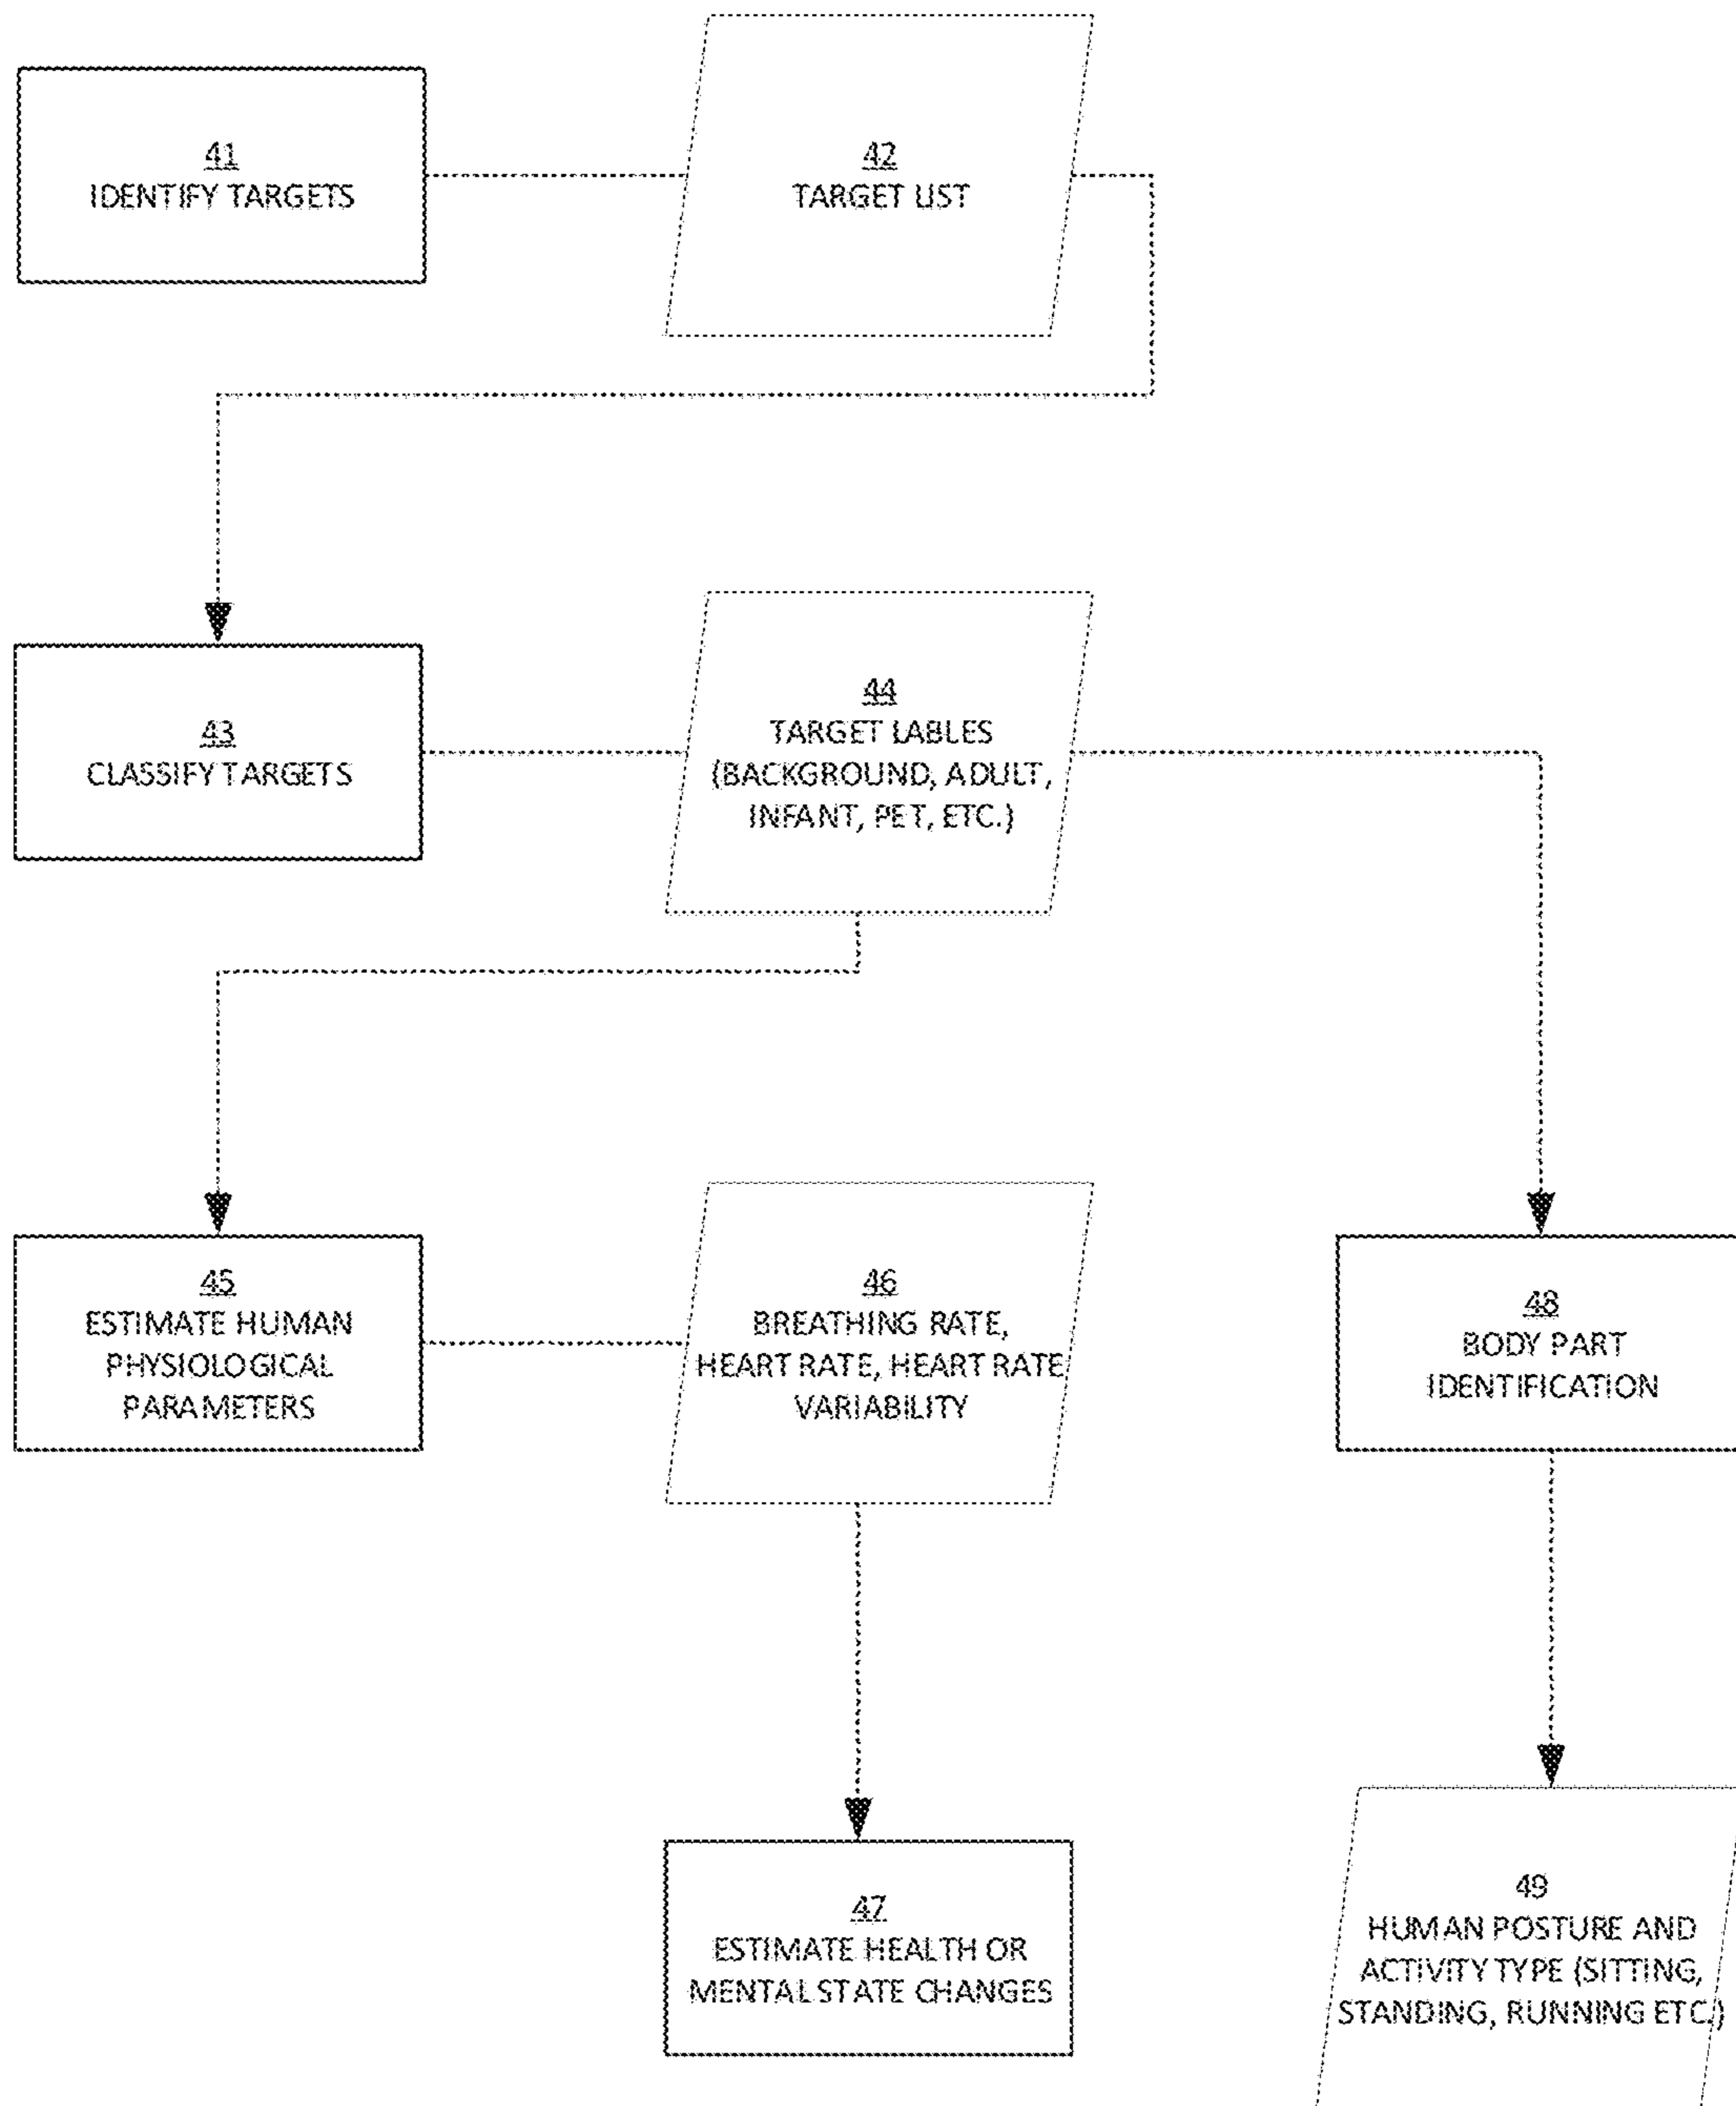 41
IDENTIFY TARGETS
42
TARGET LIST
43
CLASSIFY TARGETS
44
TARGET LABLES
(BACKGROUND, ADULT,
INFANT, PET, ETC.)
45
ESTIMATE HUMAN
PHYSIOLOGICAL
PARAMETERS
46
BREATHING RATE,
HEART RATE, HEART RATE
VARIABILITY
48
BODY PART
IDENTIFICATION
47
ESTIMATE HEALTH OR
MENTAL STATE CHANGES
49
HUMAN POSTURE AND
ACTIVITY TYPE (SITTING,
STANDING, RUNNING ETC.)